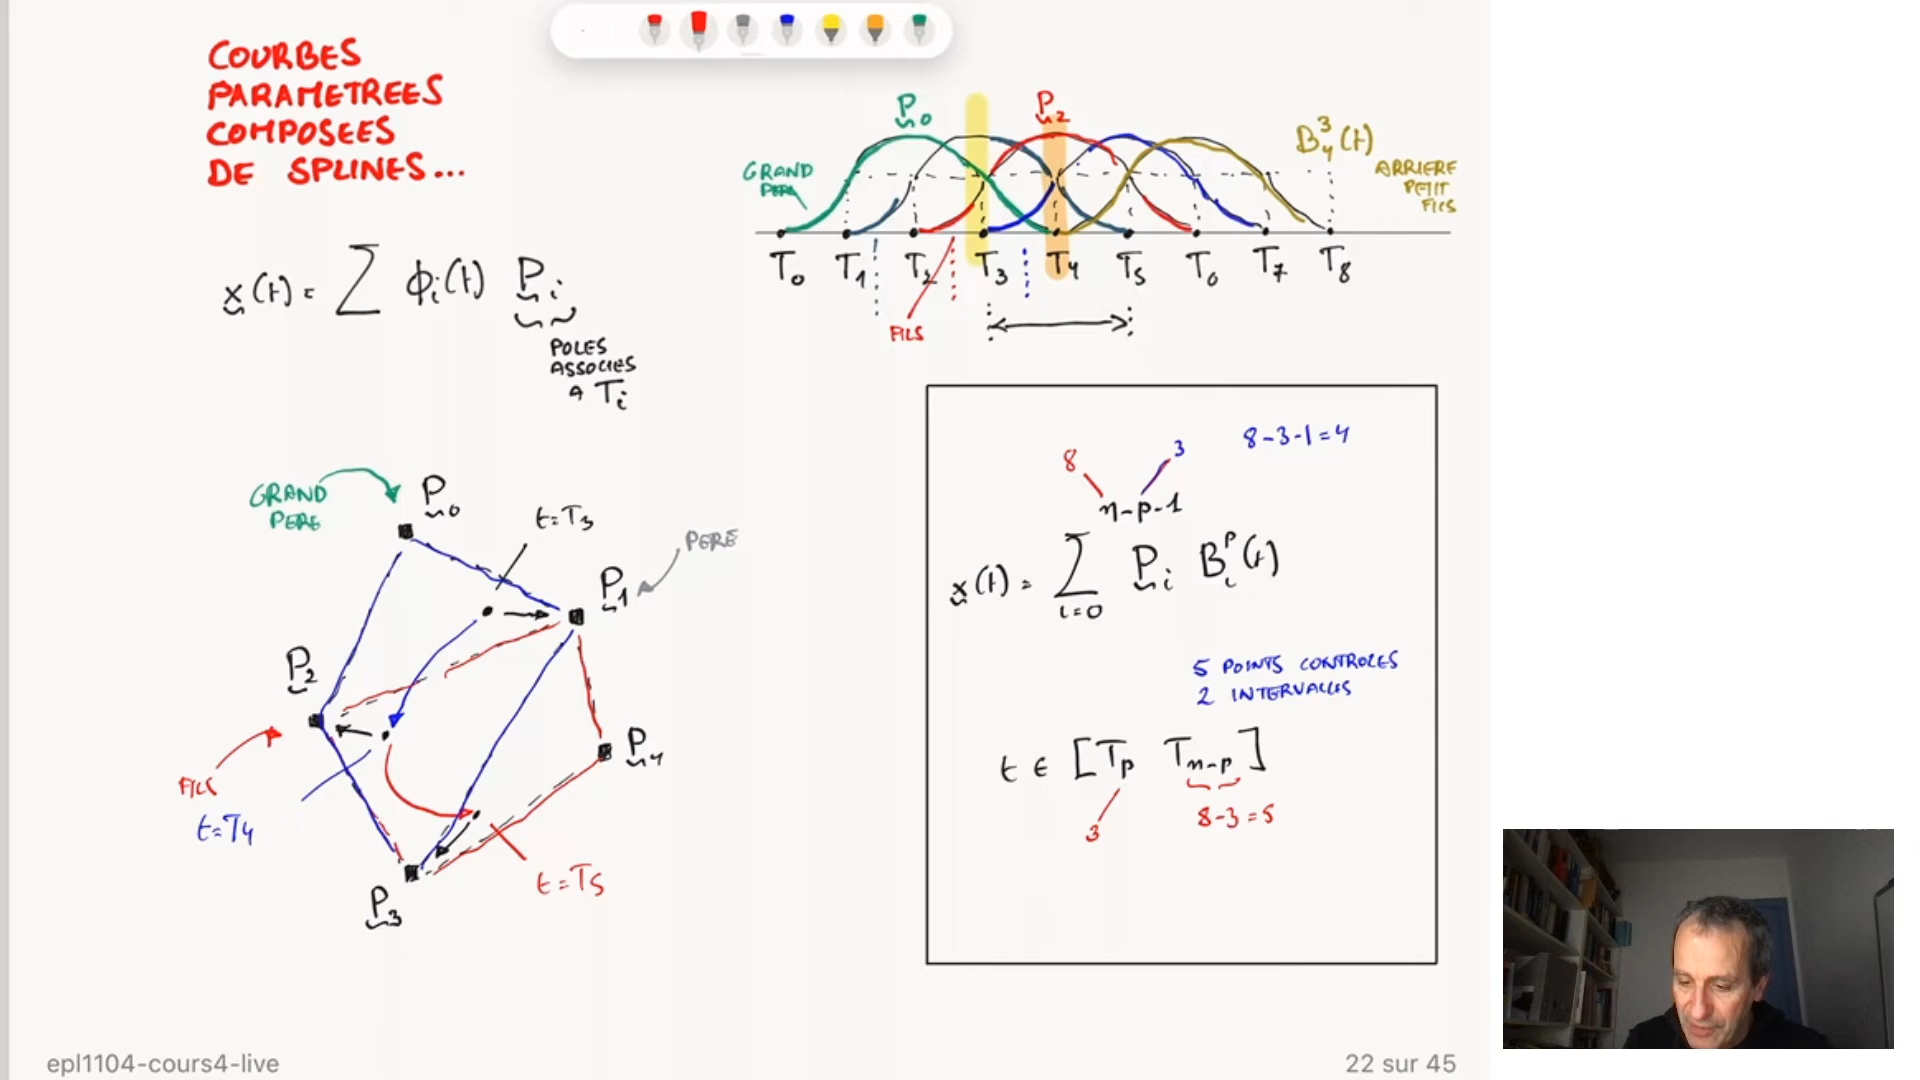 COURBES
PARAMETREES
COMPOSEES
DE SPLINES...
x(t) = ∑ ϕi(t) Pi
POLES
ASSOCIES
A Ti
P0
P2
B₄³(t)
GRAND
PERE
ARRIERE
PETIT
FILS
T0 T1 T2 T3 T4 T5 T6 T7 T8
FILS
GRAND
PERE
P0
t=T3
PERE
P1
P2
P4
FILS
t=T4
t=T5
P3
8 3 8-3-1=4
n-p-1
x(t) = ∑ Pi Bᵢᵖ(t)
i=0
5 POINTS CONTROLES
2 INTERVALLES
t ∈ [Tp Tn-p]
3 8-3=5
epl1104-cours4-live
22 sur 45